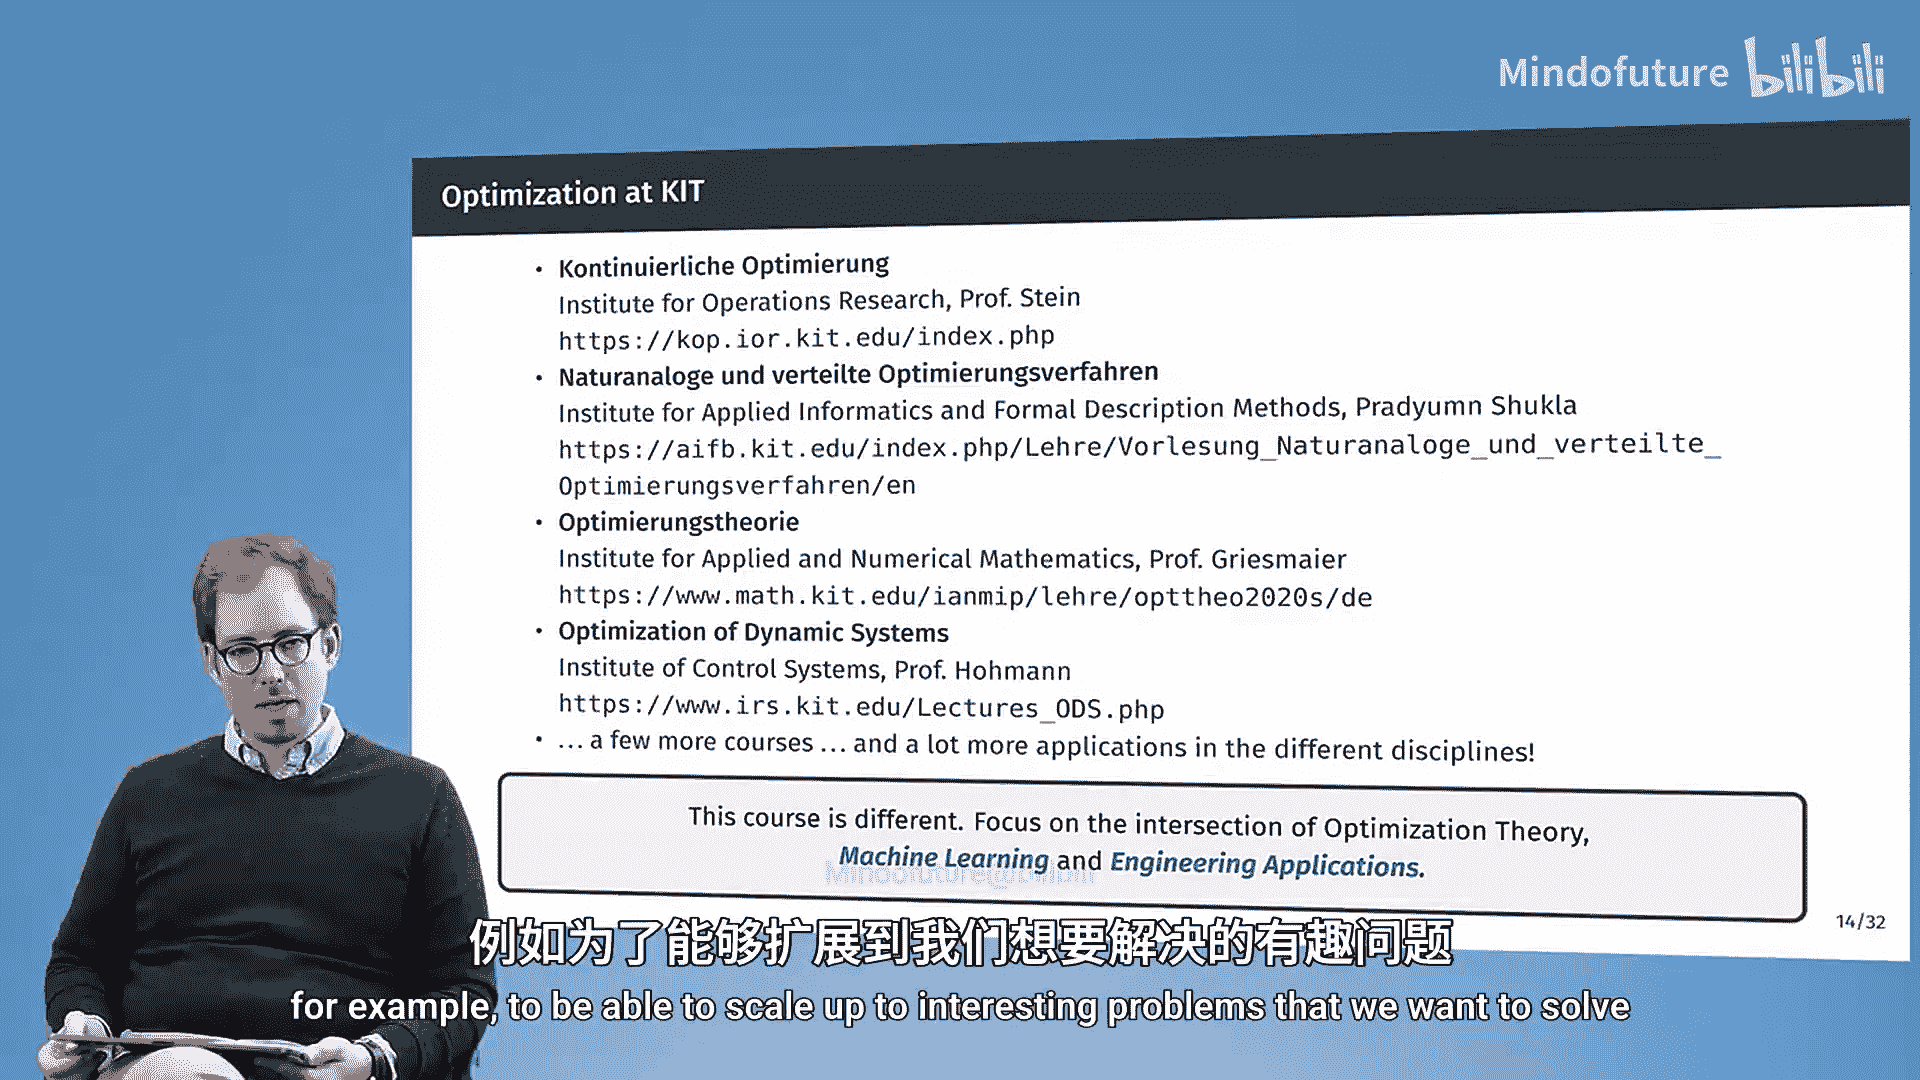 Mindofuture bilibili
Optimization at KIT
• Kontinuierliche Optimierung
Institute for Operations Research, Prof. Stein
https://kop.ior.kit.edu/index.php
• Naturanaloge und verteilte Optimierungsverfahren
Institute for Applied Informatics and Formal Description Methods, Pradyumn Shukla
https://aifb.kit.edu/index.php/Lehre/Vorlesung_Naturanaloge_und_verteilte_
Optimierungsverfahren/en
• Optimierungstheorie
Institute for Applied and Numerical Mathematics, Prof. Griesmaier
https://www.math.kit.edu/ianmip/lehre/opttheo2020s/de
• Optimization of Dynamic Systems
Institute of Control Systems, Prof. Hohmann
https://www.irs.kit.edu/Lectures_ODS.php
• … a few more courses … and a lot more applications in the different disciplines!
This course is different. Focus on the intersection of Optimization Theory,
Machine Learning and Engineering Applications.
Mindofuture@bilibili
14/32
例如为了能够扩展到我们想要解决的有趣问题
for example, to be able to scale up to interesting problems that we want to solve